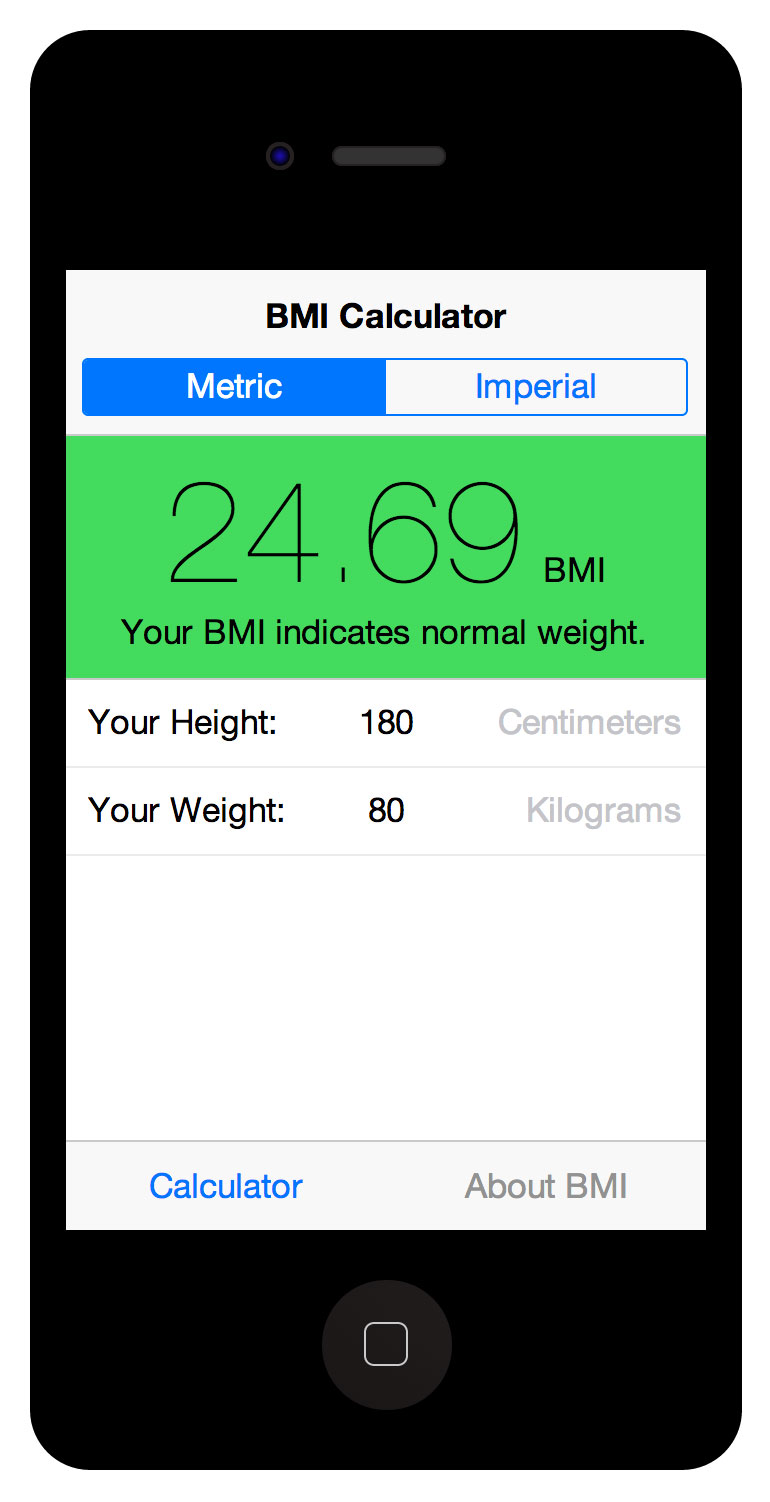 BMI Calculator
Metric Imperial
24.69 BMI
Your BMI indicates normal weight.
Your Height: 180 Centimeters
Your Weight: 80 Kilograms
Calculator About BMI